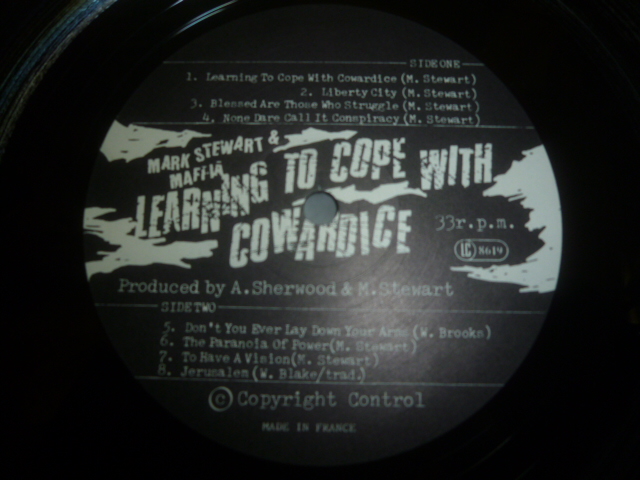 SIDE ONE
1. Learning To Cope With Cowardice (M. Stewart)
2. Liberty City (M. Stewart)
3. Blessed Are Those Who Struggle (M. Stewart)
4, None Dare Call It Conspiracy (M. Stewart)
MARK STEWART &
MAFFIA
LEARNING TO COPE WITH
COWARDICE
33r.p.m.
LC 8619
Produced by A.Sherwood & M.Stewart
SIDE TWO
5. Don't You Ever Lay Down Your Arms (W. Brooks)
6. The Paranoia Of Power(M. Stewart)
7. To Have A Vision(M. Stewart)
8. Jerusalem (W. Blake/trad.)
© Copyright Control
MADE IN FRANCE